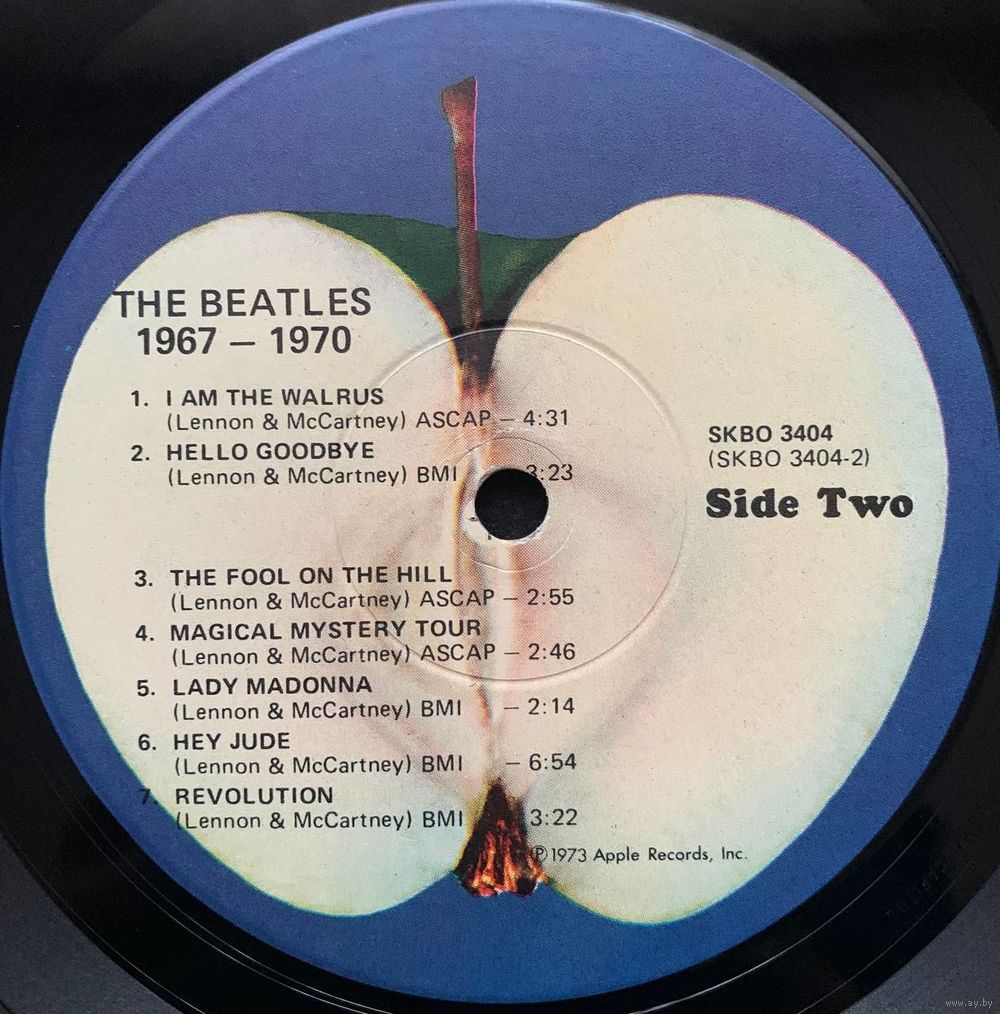 THE BEATLES
1967 — 1970
1. I AM THE WALRUS
(Lennon & McCartney) ASCAP — 4:31
2. HELLO GOODBYE
(Lennon & McCartney) BMI 3:23
3. THE FOOL ON THE HILL
(Lennon & McCartney) ASCAP — 2:55
4. MAGICAL MYSTERY TOUR
(Lennon & McCartney) ASCAP — 2:46
5. LADY MADONNA
(Lennon & McCartney) BMI — 2:14
6. HEY JUDE
(Lennon & McCartney) BMI — 6:54
7. REVOLUTION
(Lennon & McCartney) BMI 3:22
SKBO 3404
(SKBO 3404-2)
Side Two
℗1973 Apple Records, Inc.
www.ay.by